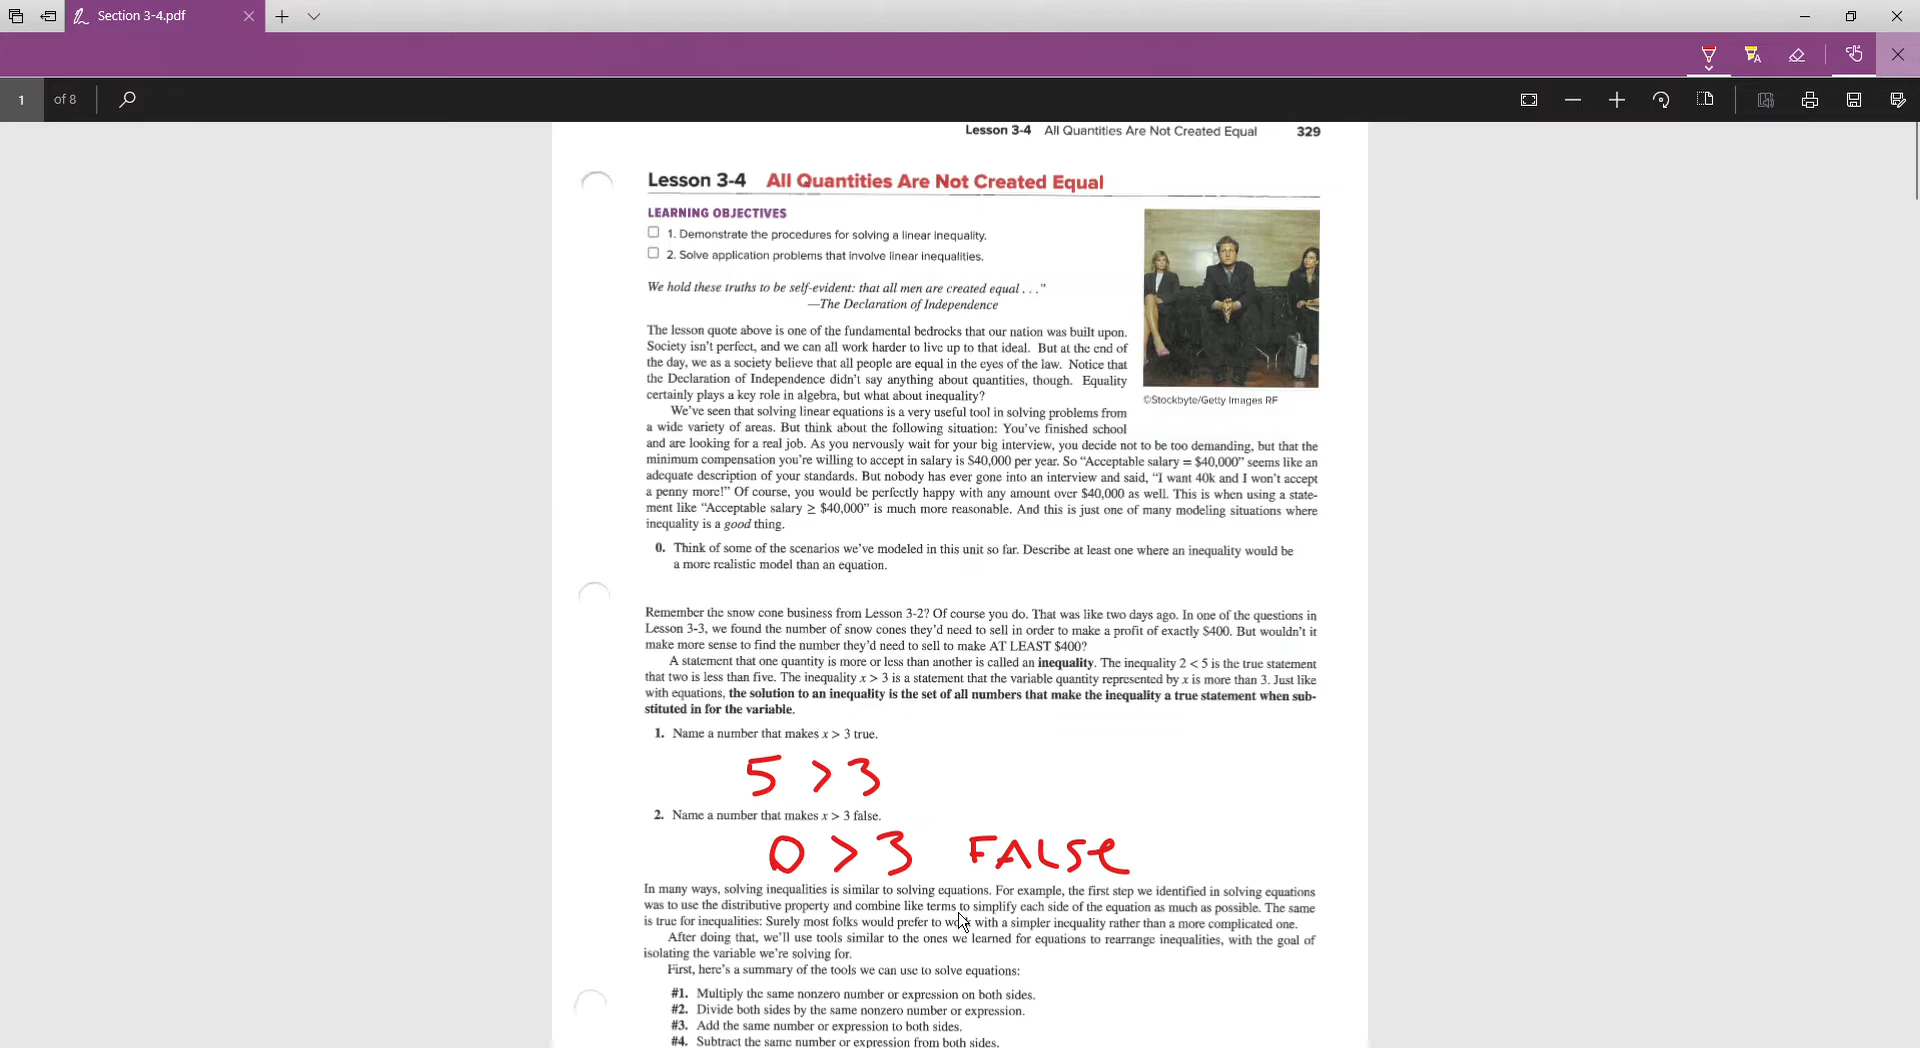 Section 3-4.pdf
1 of 8
Lesson 3-4 All Quantities Are Not Created Equal 329
Lesson 3-4 All Quantities Are Not Created Equal
LEARNING OBJECTIVES
1. Demonstrate the procedures for solving a linear inequality.
2. Solve application problems that involve linear inequalities.
We hold these truths to be self-evident: that all men are created equal . . ."
—The Declaration of Independence
The lesson quote above is one of the fundamental bedrocks that our nation was built upon.
Society isn't perfect, and we can all work harder to live up to that ideal. But at the end of
the day, we as a society believe that all people are equal in the eyes of the law. Notice that
the Declaration of Independence didn't say anything about quantities, though. Equality
certainly plays a key role in algebra, but what about inequality?
©Stockbyte/Getty Images RF
We've seen that solving linear equations is a very useful tool in solving problems from
a wide variety of areas. But think about the following situation: You've finished school
and are looking for a real job. As you nervously wait for your big interview, you decide not to be too demanding, but that the
minimum compensation you're willing to accept in salary is $40,000 per year. So "Acceptable salary = $40,000" seems like an
adequate description of your standards. But nobody has ever gone into an interview and said, "I want 40k and I won't accept
a penny more!" Of course, you would be perfectly happy with any amount over $40,000 as well. This is when using a state-
ment like "Acceptable salary ≥ $40,000" is much more reasonable. And this is just one of many modeling situations where
inequality is a good thing.
0. Think of some of the scenarios we've modeled in this unit so far. Describe at least one where an inequality would be
a more realistic model than an equation.
Remember the snow cone business from Lesson 3-2? Of course you do. That was like two days ago. In one of the questions in
Lesson 3-3, we found the number of snow cones they'd need to sell in order to make a profit of exactly $400. But wouldn't it
make more sense to find the number they'd need to sell to make AT LEAST $400?
A statement that one quantity is more or less than another is called an inequality. The inequality 2 < 5 is the true statement
that two is less than five. The inequality x > 3 is a statement that the variable quantity represented by x is more than 3. Just like
with equations, the solution to an inequality is the set of all numbers that make the inequality a true statement when sub-
stituted in for the variable.
1. Name a number that makes x > 3 true.
5 > 3
2. Name a number that makes x > 3 false.
0 > 3 FALSE
In many ways, solving inequalities is similar to solving equations. For example, the first step we identified in solving equations
was to use the distributive property and combine like terms to simplify each side of the equation as much as possible. The same
is true for inequalities: Surely most folks would prefer to work with a simpler inequality rather than a more complicated one.
After doing that, we'll use tools similar to the ones we learned for equations to rearrange inequalities, with the goal of
isolating the variable we're solving for.
First, here's a summary of the tools we can use to solve equations:
#1. Multiply the same nonzero number or expression on both sides.
#2. Divide both sides by the same nonzero number or expression.
#3. Add the same number or expression to both sides.
#4. Subtract the same number or expression from both sides.